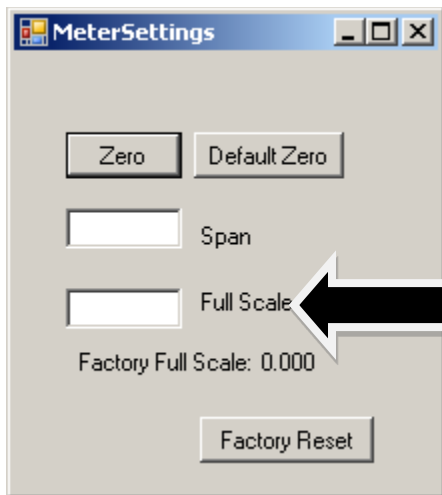 MeterSettings
Zero
Default Zero
Span
Full Scale
Factory Full Scale: 0.000
Factory Reset